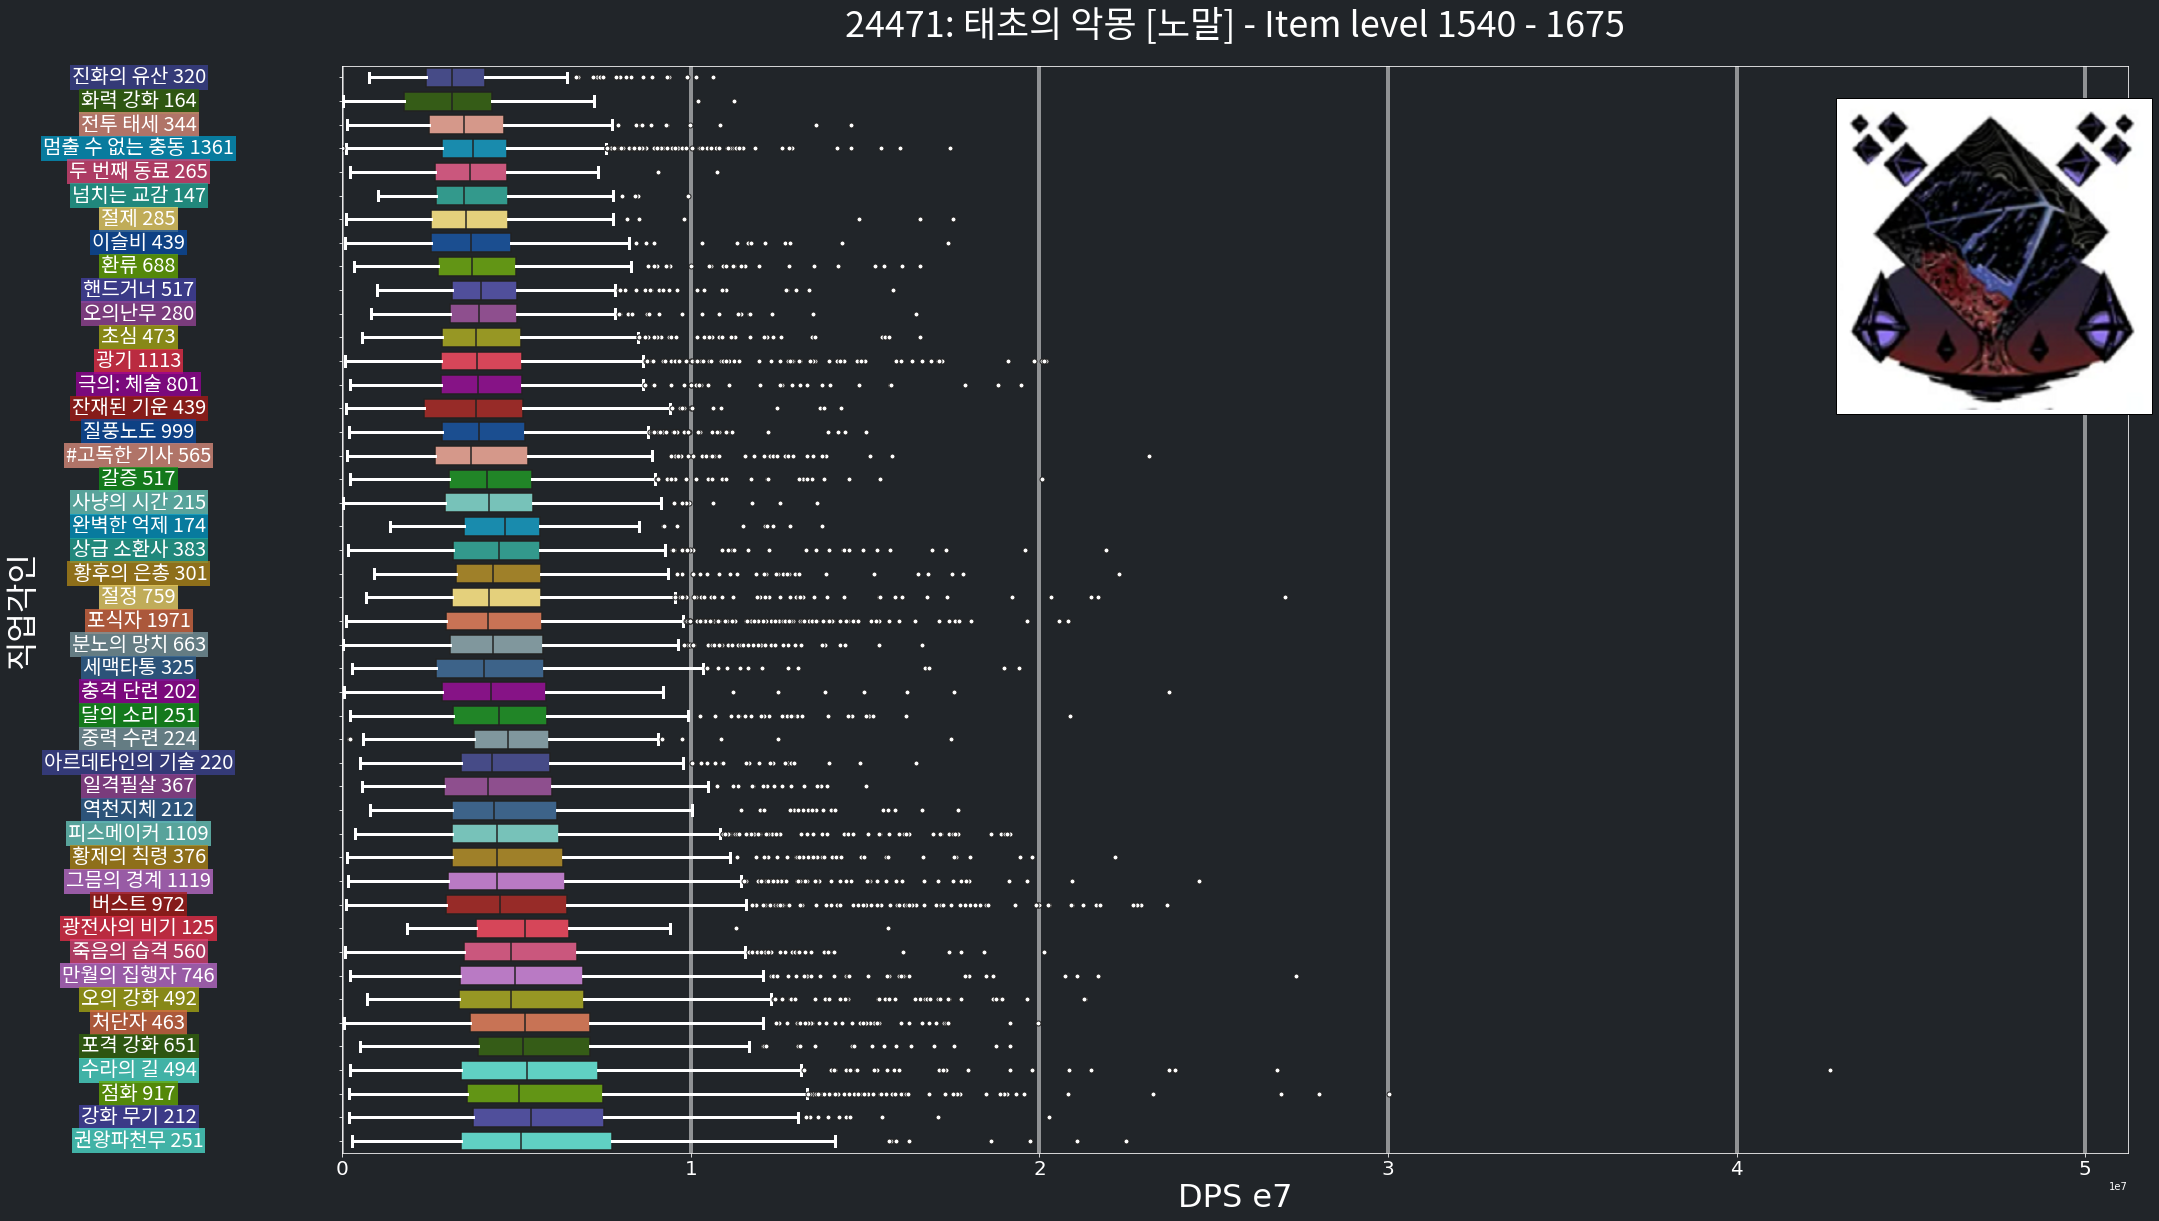 24471: 태초의 악몽 [노말] - Item level 1540 - 1675
진화의 유산 320
화력 강화 164
전투 태세 344
멈출 수 없는 충동 1361
두 번째 동료 265
넘치는 교감 147
절제 285
이슬비 439
환류 688
핸드거너 517
오의난무 280
초심 473
광기 1113
극의: 체술 801
잔재된 기운 439
질풍노도 999
#고독한 기사 565
갈증 517
사냥의 시간 215
완벽한 억제 174
상급 소환사 383
황후의 은총 301
절정 759
포식자 1971
분노의 망치 663
세맥타통 325
충격 단련 202
달의 소리 251
중력 수련 224
아르데타인의 기술 220
일격필살 367
역천지체 212
피스메이커 1109
황제의 칙령 376
그믐의 경계 1119
버스트 972
광전사의 비기 125
죽음의 습격 560
만월의 집행자 746
오의 강화 492
처단자 463
포격 강화 651
수라의 길 494
점화 917
강화 무기 212
권왕파천무 251
직업각인
0 1 2 3 4 5
1e7
DPS e7